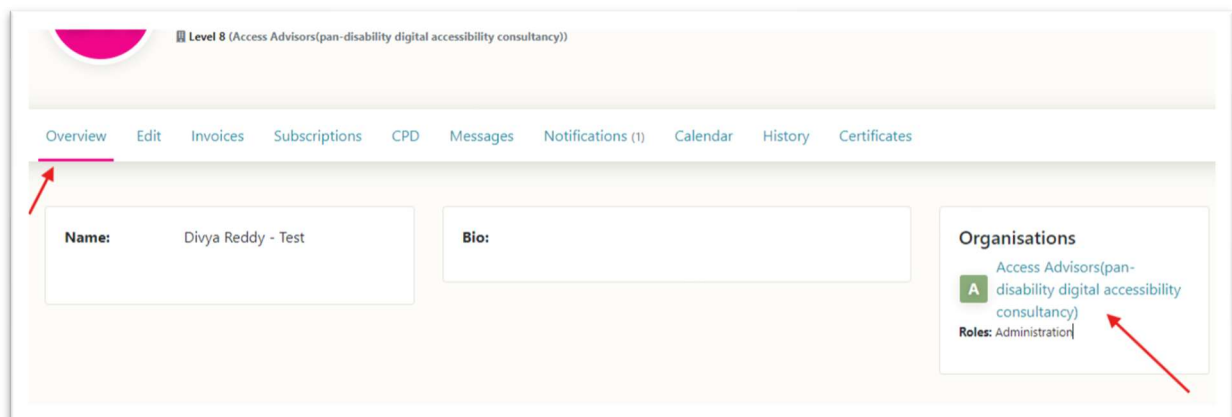 Level 8 (Access Advisors(pan-disability digital accessibility consultancy))
Overview Edit Invoices Subscriptions CPD Messages Notifications (1) Calendar History Certificates
Name: Divya Reddy - Test
Bio:
Organisations
A
Access Advisors(pan-
disability digital accessibility
consultancy)
Roles: Administration